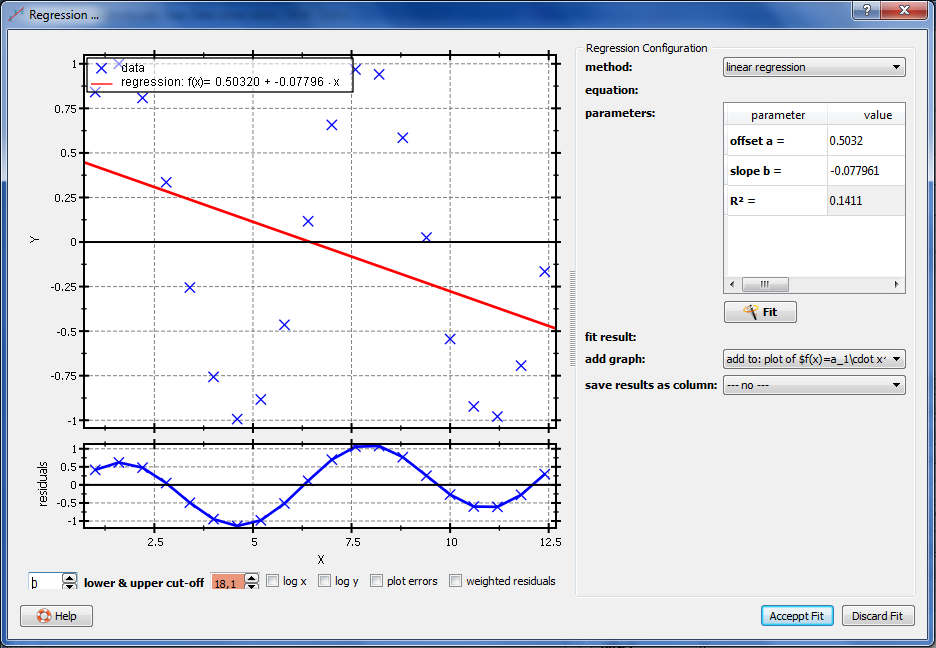 Regression ...
?
X
data
regression: f(x)= 0.50320 + -0.07796 · x
1
0.75
0.5
0.25
0
-0.25
-0.5
-0.75
-1
Y
1
0.5
0
-0.5
-1
residuals
2.5 5 7.5 10 12.5
X
b lower & upper cut-off 18,1 log x log y plot errors weighted residuals
Regression Configuration
method: linear regression
equation:
parameters:
parameter value
offset a = 0.5032
slope b = -0.077961
R² = 0.1411
Fit
fit result:
add graph: add to: plot of $f(x)=a_1\cdot x
save results as column: --- no ---
Help Acceppt Fit Discard Fit